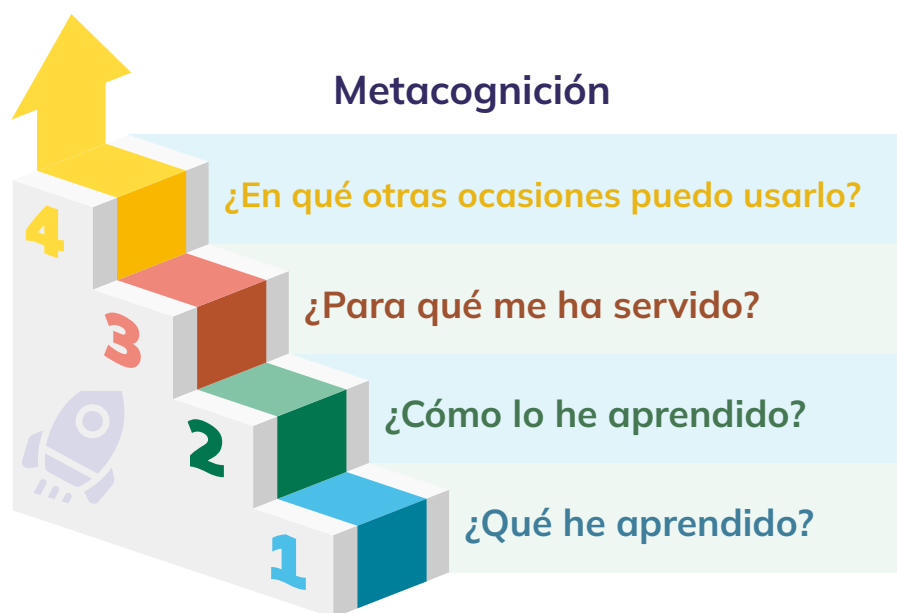 Metacognición
4 ¿En qué otras ocasiones puedo usarlo?
3 ¿Para qué me ha servido?
2 ¿Cómo lo he aprendido?
1 ¿Qué he aprendido?